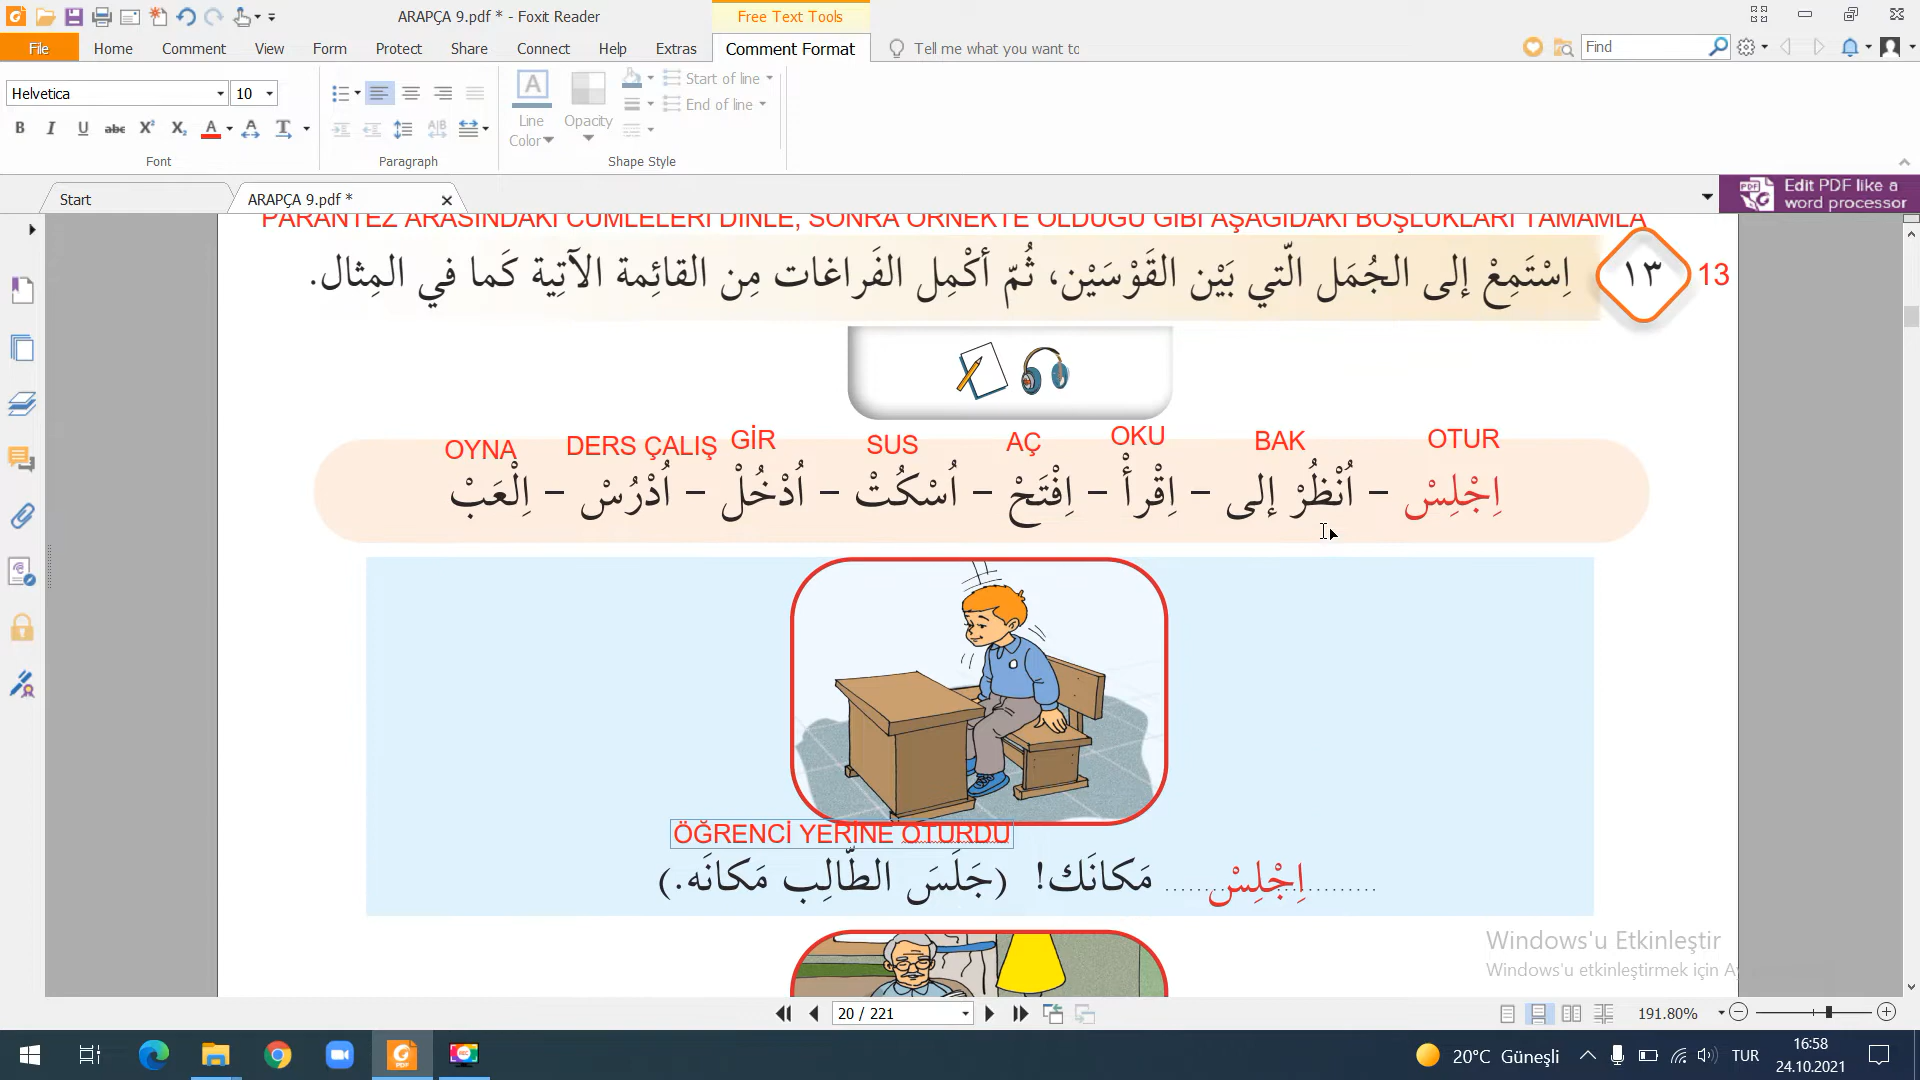 ARAPÇA 9.pdf * - Foxit Reader
Free Text Tools
File Home Comment View Form Protect Share Connect Help Extras Comment Format Tell me what you want to
Find
Helvetica 10
Start of line
End of line
Line Color
Opacity
Font Paragraph Shape Style
Start
ARAPÇA 9.pdf *
Edit PDF like a
word processor
PARANTEZ ARASINDAKİ CÜMLELERİ DİNLE, SONRA ÖRNEKTE OLDUĞU GİBİ AŞAĞIDAKİ BOŞLUKLARI TAMAMLA
١٣ 13
اِسْتَمِعْ إلى الجُمَل الّتي بَيْن القَوْسَيْن، ثُمّ أكْمِل الفَراغات مِن القائِمة الآتِية كَما في المِثال.
OYNA DERS ÇALIŞ GİR SUS AÇ OKU BAK OTUR
اِجْلِسْ – اُنْظُرْ إلى – اِقْرأْ – اِفْتَحْ – اُسْكُتْ – اُدْخُلْ – اُدْرُسْ – اِلْعَبْ
ÖĞRENCİ YERİNE OTURDU
اِجْلِسْ مَكانَك! (جَلَسَ الطّالِب مَكانَه.)
Windows'u Etkinleştir
Windows'u etkinleştirmek için A
20 / 221
191.80%
20°C Güneşli
TUR
16:58
24.10.2021